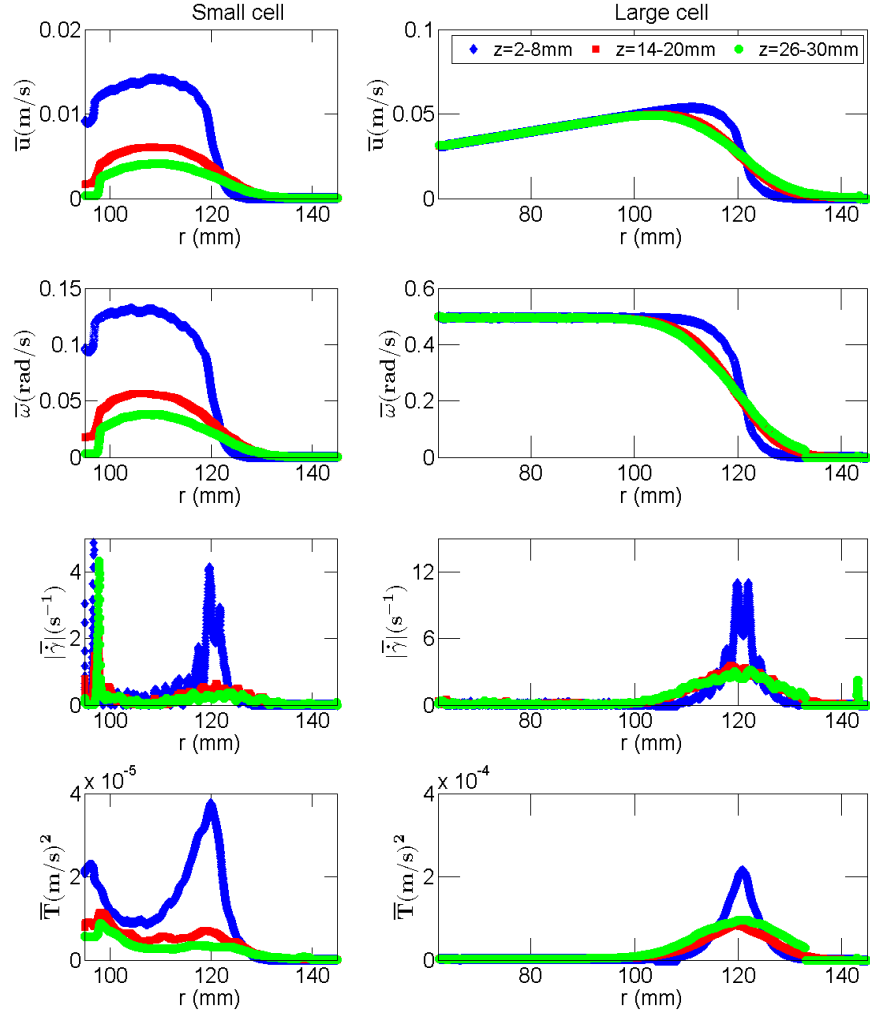 Small cell
Large cell
0.02
0.01
0
u̅(m/s)
100
120
140
r (mm)
0.1
0.05
0
u̅(m/s)
z=2-8mm
z=14-20mm
z=26-30mm
80
100
120
140
r (mm)
0.15
0.1
0.05
0
ω̅(rad/s)
100
120
140
r (mm)
0.6
0.4
0.2
0
ω̅(rad/s)
80
100
120
140
r (mm)
4
2
0
|γ̇̅|(s⁻¹)
100
120
140
r (mm)
12
6
0
|γ̇̅|(s⁻¹)
80
100
120
140
r (mm)
x 10⁻⁵
4
2
0
T̅(m/s)²
100
120
140
r (mm)
x 10⁻⁴
4
2
0
T̅(m/s)²
80
100
120
140
r (mm)